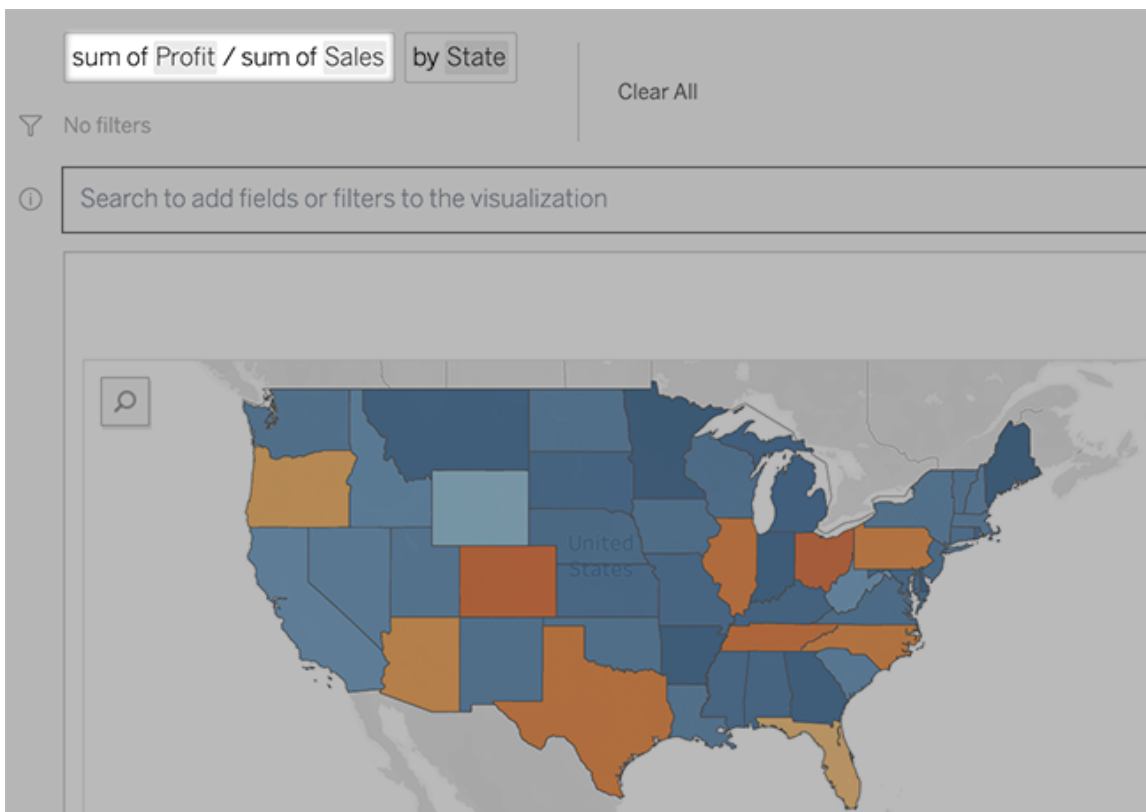 sum of Profit / sum of Sales by State
Clear All
No filters
Search to add fields or filters to the visualization
United
States